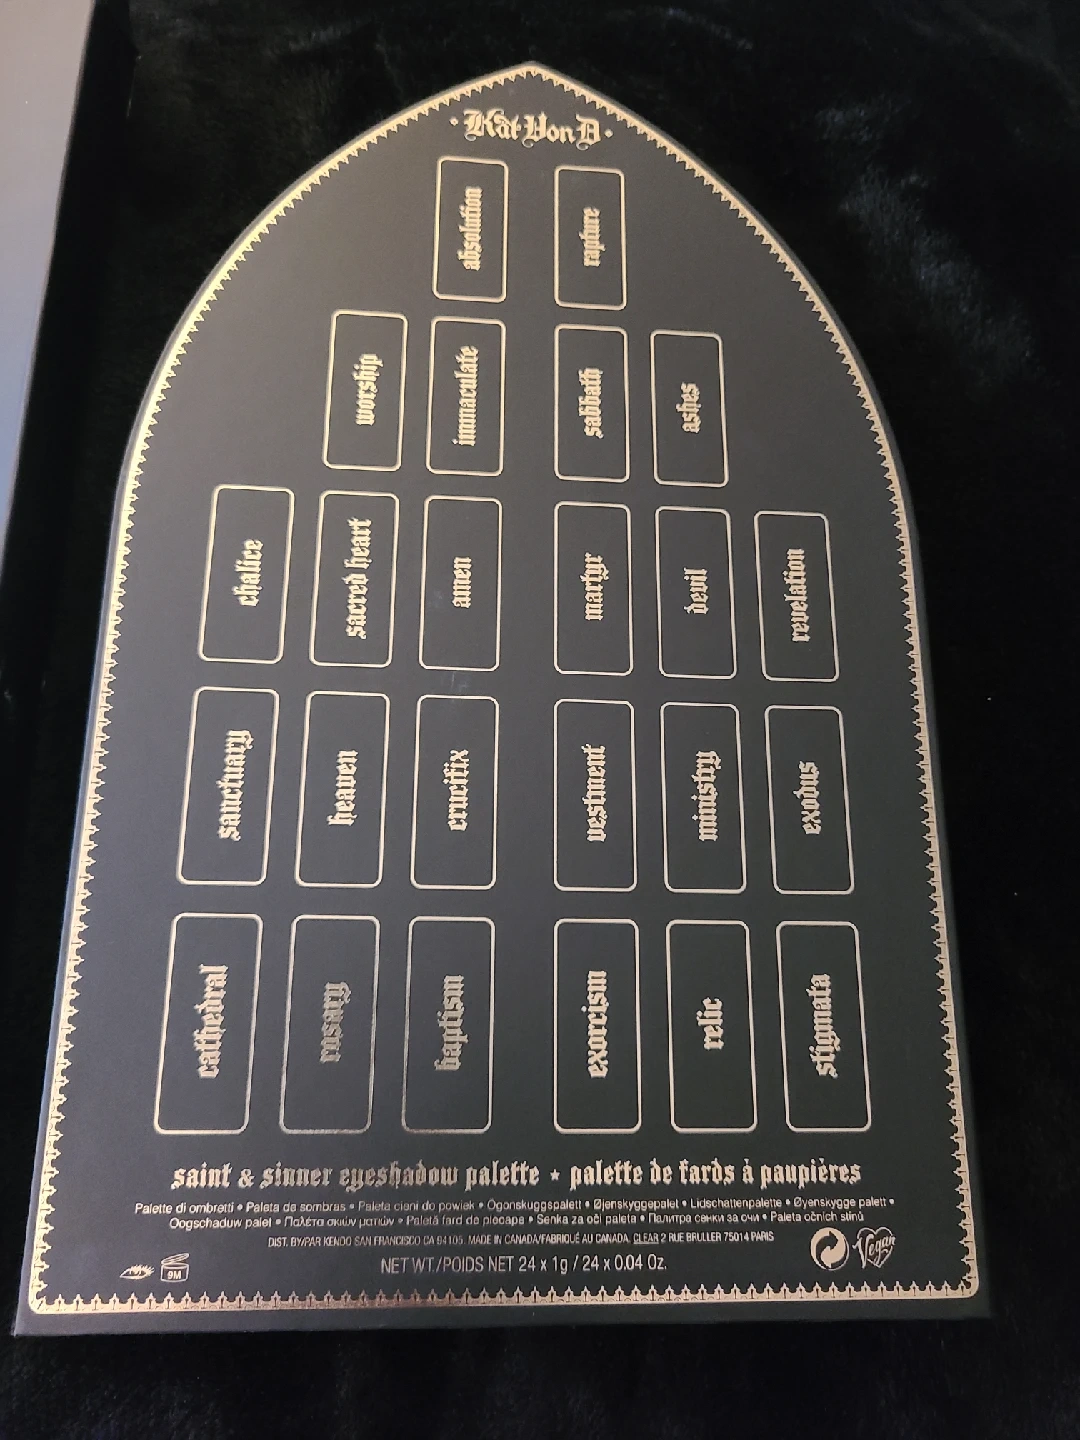 • Kat Von D •
absolution rapture
worship immaculate sabbath ashes
chalice sacred heart amen martyr devil revelation
sanctuary heaven crucifix vestment ministry exodus
cathedral rosary baptism exorcism relic stigmata
saint & sinner eyeshadow palette ★ palette de fards à paupières
Palette di ombretti • Paleta de sombras • Paleta cieni do powiek • Ögonskuggspalett • Øjenskyggepalet • Lidschattenpalette • Øyenskygge palett •
Oogschaduw palet • Παλέτα σκιών ματιών • Paletă fard de pleoape • Senka za oči paleta • Палитра сенки за очи • Paleta očních stínů
DIST. BY/PAR KENDO SAN FRANCISCO CA 94105. MADE IN CANADA/FABRIQUÉ AU CANADA. CLEAR 2 RUE BRULLER 75014 PARIS
NET WT./POIDS NET 24 x 1g / 24 x 0.04 Oz.
9M
Vegan